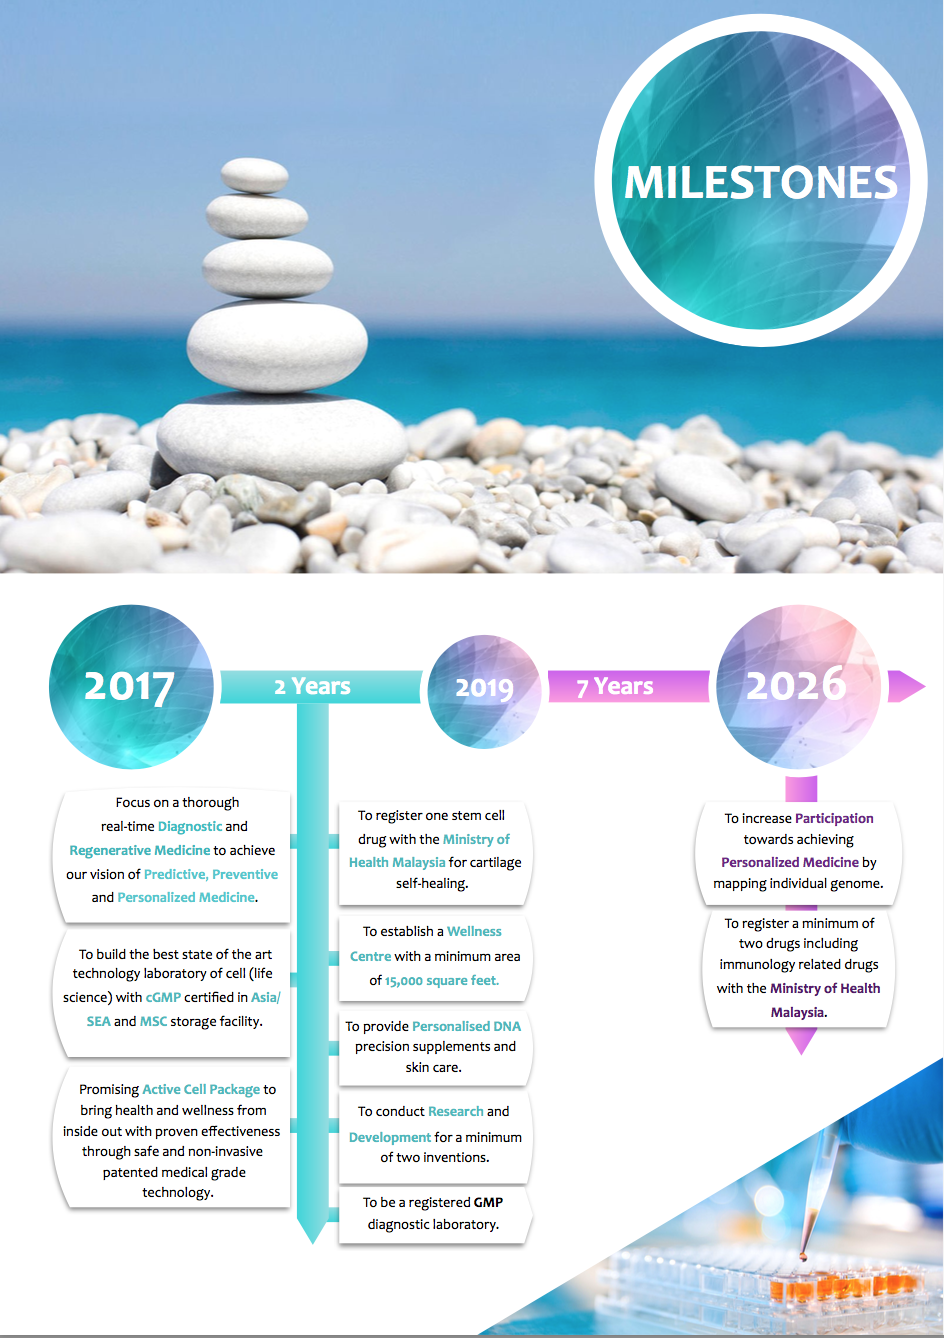 MILESTONES
2017
2 Years
2019
7 Years
2026
Focus on a thorough
real-time Diagnostic and
Regenerative Medicine to achieve
our vision of Predictive, Preventive
and Personalized Medicine.
To build the best state of the art
technology laboratory of cell (life
science) with cGMP certified in Asia/
SEA and MSC storage facility.
Promising Active Cell Package to
bring health and wellness from
inside out with proven effectiveness
through safe and non-invasive
patented medical grade
technology.
To register one stem cell
drug with the Ministry of
Health Malaysia for cartilage
self-healing.
To establish a Wellness
Centre with a minimum area
of 15,000 square feet.
To provide Personalised DNA
precision supplements and
skin care.
To conduct Research and
Development for a minimum
of two inventions.
To be a registered GMP
diagnostic laboratory.
To increase Participation
towards achieving
Personalized Medicine by
mapping individual genome.
To register a minimum of
two drugs including
immunology related drugs
with the Ministry of Health
Malaysia.